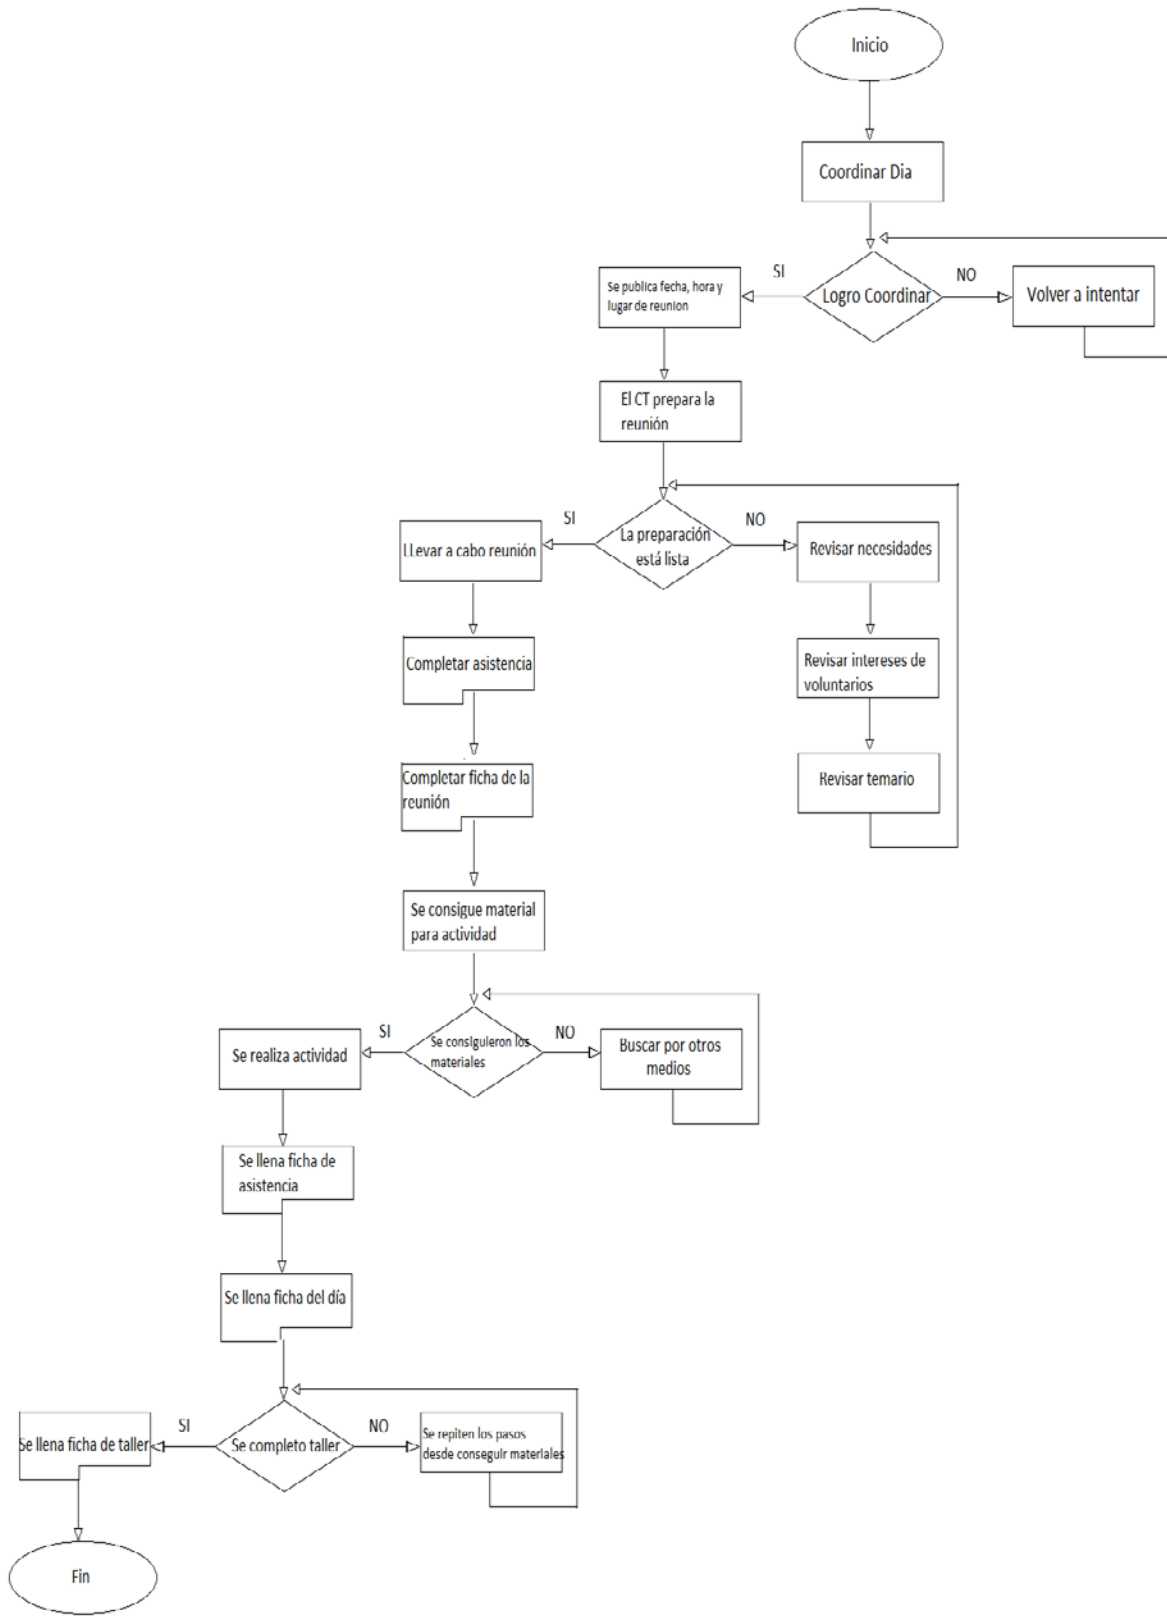 Inicio
Coordinar Dia
SI
NO
Se publica fecha, hora y
lugar de reunion
Logro Coordinar
Volver a intentar
El CT prepara la
reunión
SI
NO
LLevar a cabo reunión
La preparación
está lista
Revisar necesidades
Completar asistencia
Revisar intereses de
voluntarios
Completar ficha de la
reunión
Revisar temario
Se consigue material
para actividad
SI
NO
Se realiza actividad
Se consiguieron los
materiales
Buscar por otros
medios
Se llena ficha de
asistencia
Se llena ficha del día
SI
NO
Se llena ficha de taller
Se completo taller
Se repiten los pasos
desde conseguir materiales
Fin